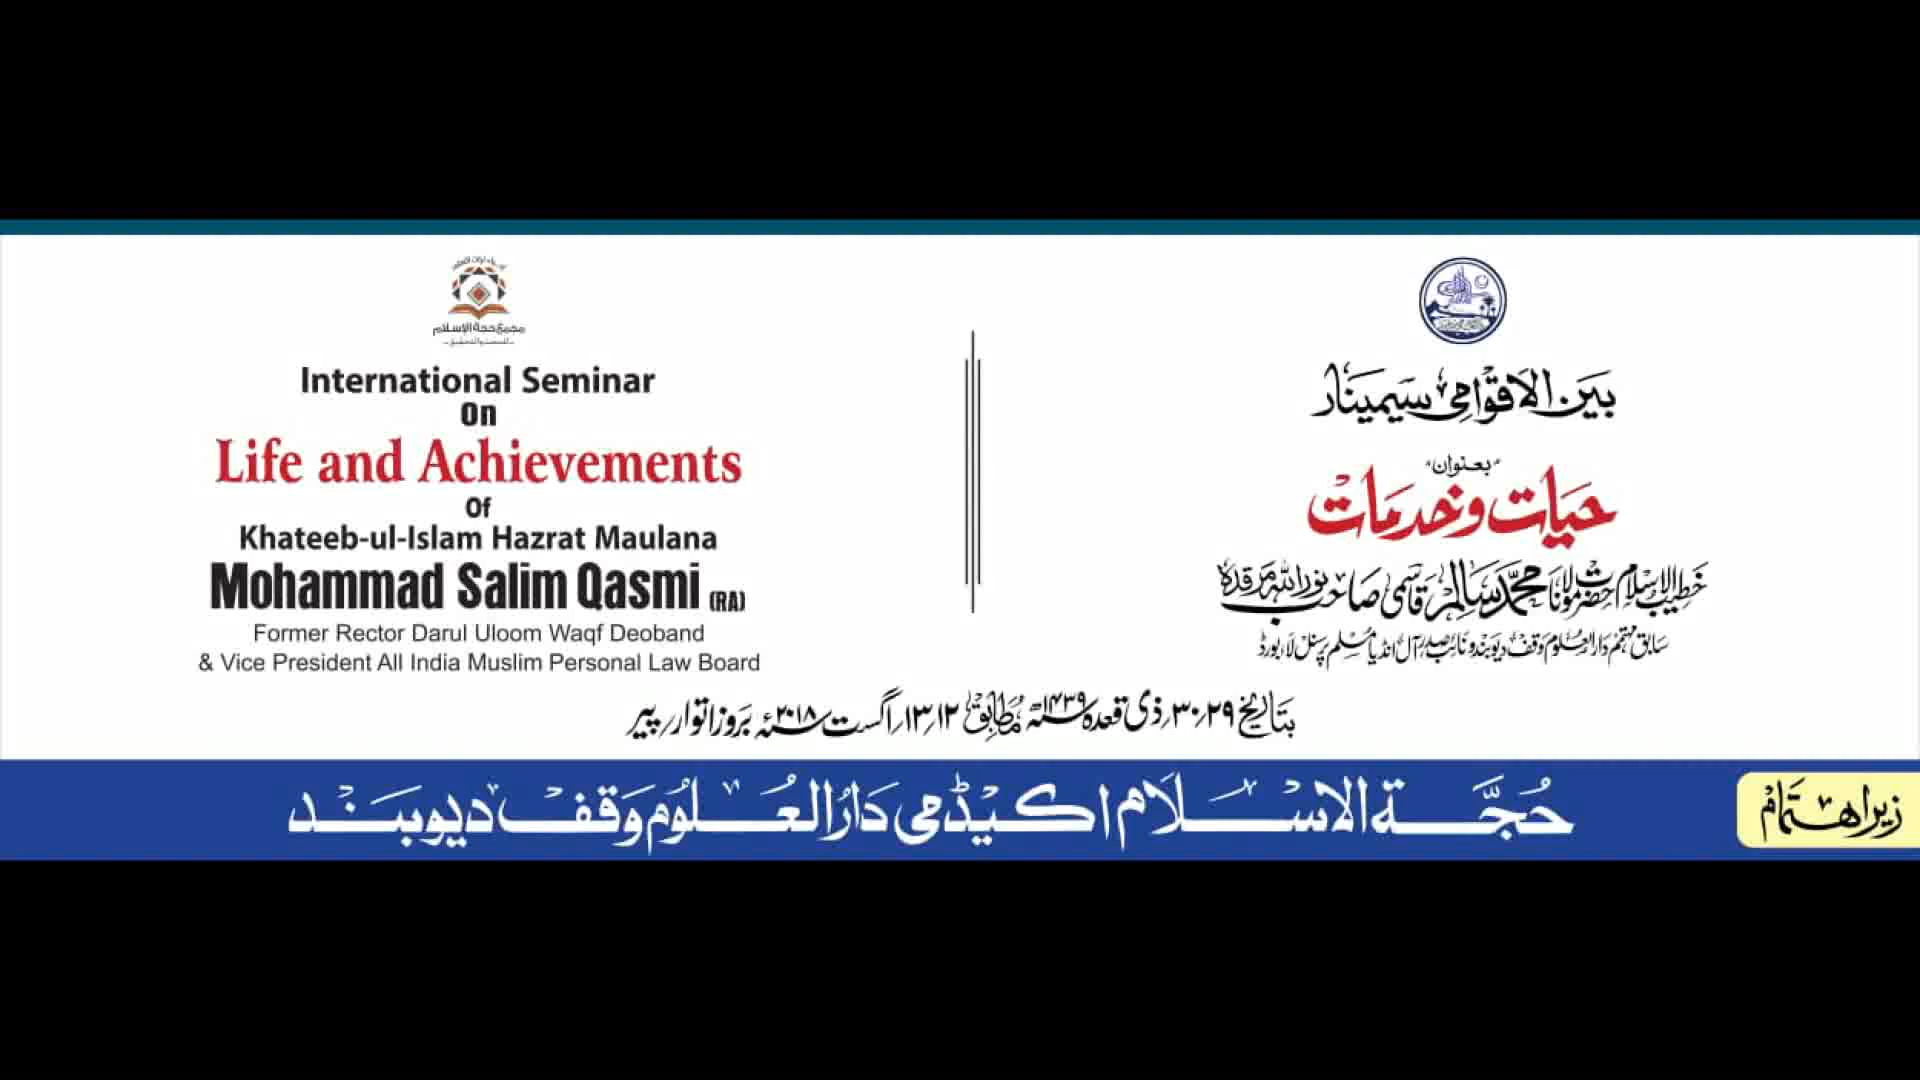 مجمع حجة الإسلام
International Seminar
On
Life and Achievements
Of
Khateeb-ul-Islam Hazrat Maulana
Mohammad Salim Qasmi (RA)
Former Rector Darul Uloom Waqf Deoband
& Vice President All India Muslim Personal Law Board
بین الاقوامی سیمینار
بعنوان
حیات و خدمات
خطیب الاسلام حضرت مولانا محمد سالم قاسمی صاحب نور اللہ مرقدہ
سابق مہتمم دارالعلوم وقف دیوبند و نائب صدر آل انڈیا مسلم پرسنل لاء بورڈ
بتاریخ ۲۹؍۳۰؍ذی قعدہ ۱۴۳۹ھ مطابق ۱۲؍۱۳؍اگست ۲۰۱۸ء بروز اتوار؍پیر
زیر اہتمام
حجۃ الاسلام اکیڈمی دارالعلوم وقف دیوبند